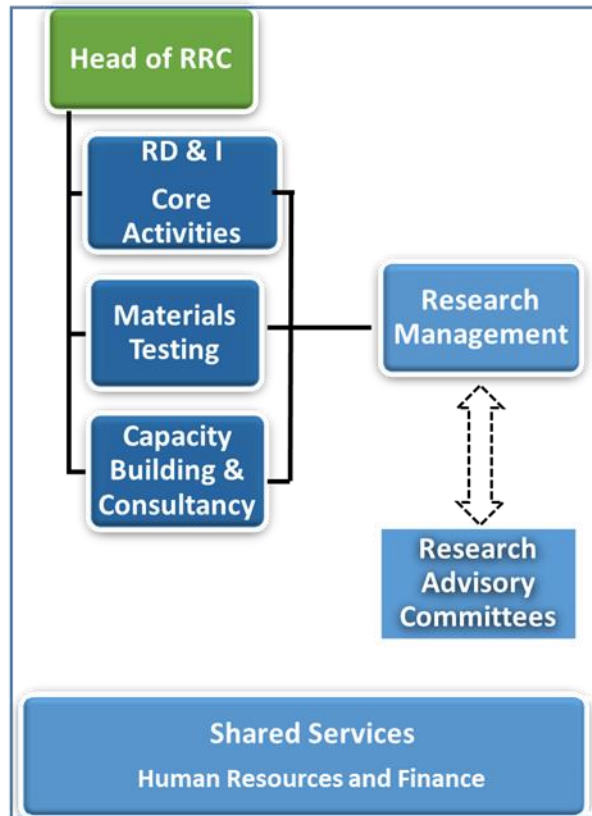 Head of RRC
RD & I
Core
Activities
Materials
Testing
Capacity
Building &
Consultancy
Research
Management
Research
Advisory
Committees
Shared Services
Human Resources and Finance